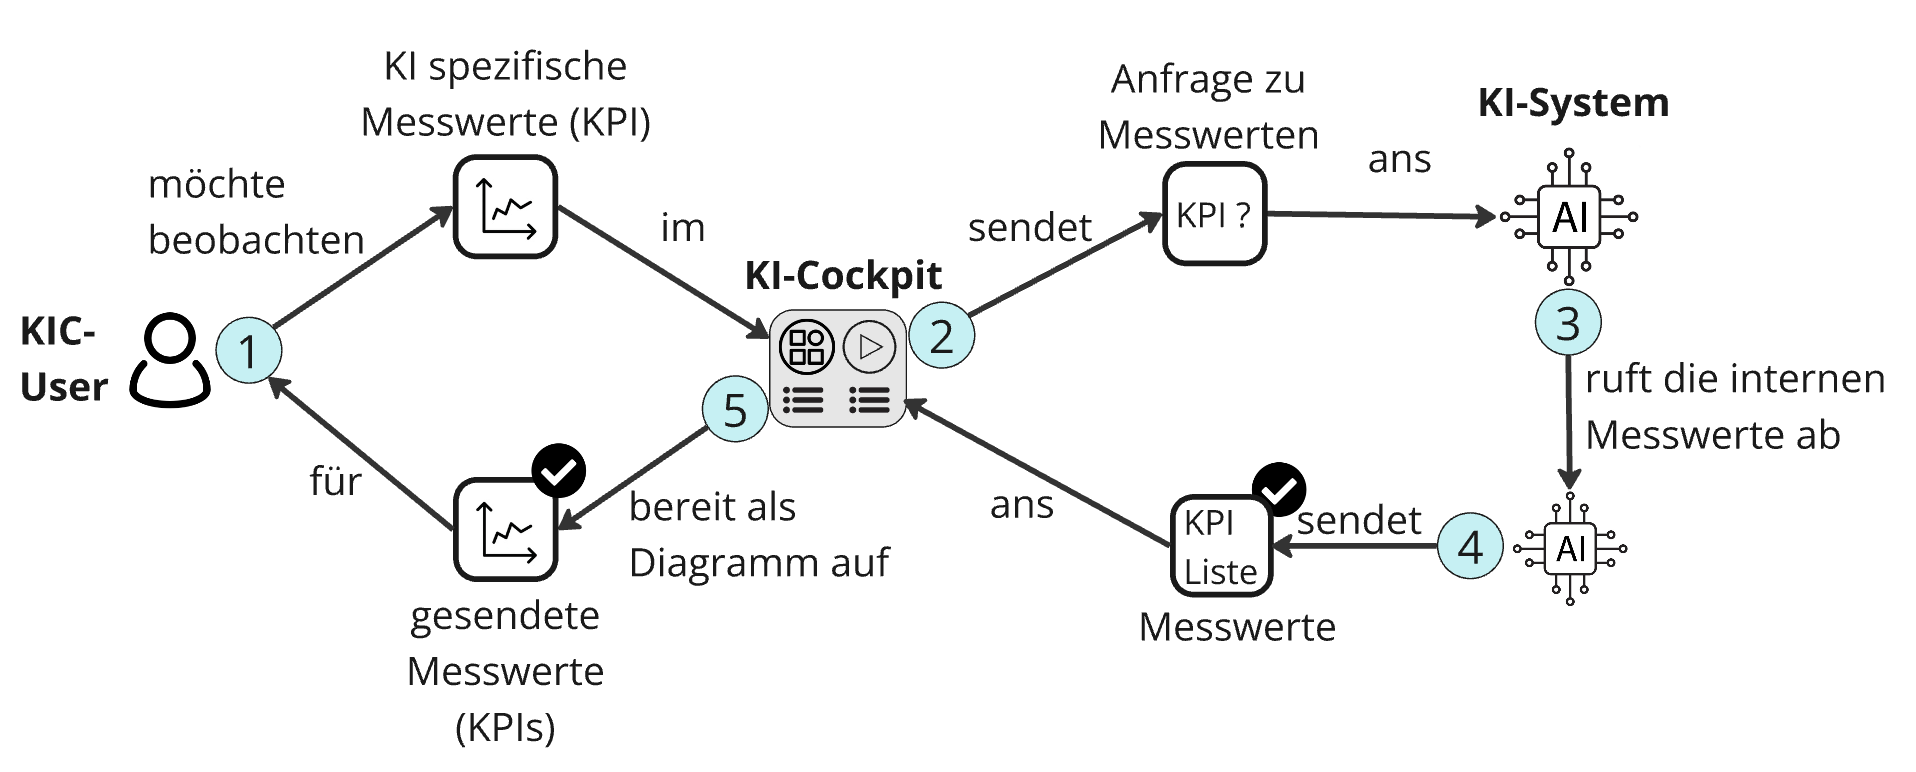 KI spezifische
Messwerte (KPI)
möchte
beobachten
im
KIC-
User
1
KI-Cockpit
2
sendet
Anfrage zu
Messwerten
KPI ?
ans
KI-System
AI
3
ruft die internen
Messwerte ab
AI
4
sendet
KPI
Liste
Messwerte
ans
5
bereit als
Diagramm auf
gesendete
Messwerte
(KPIs)
für